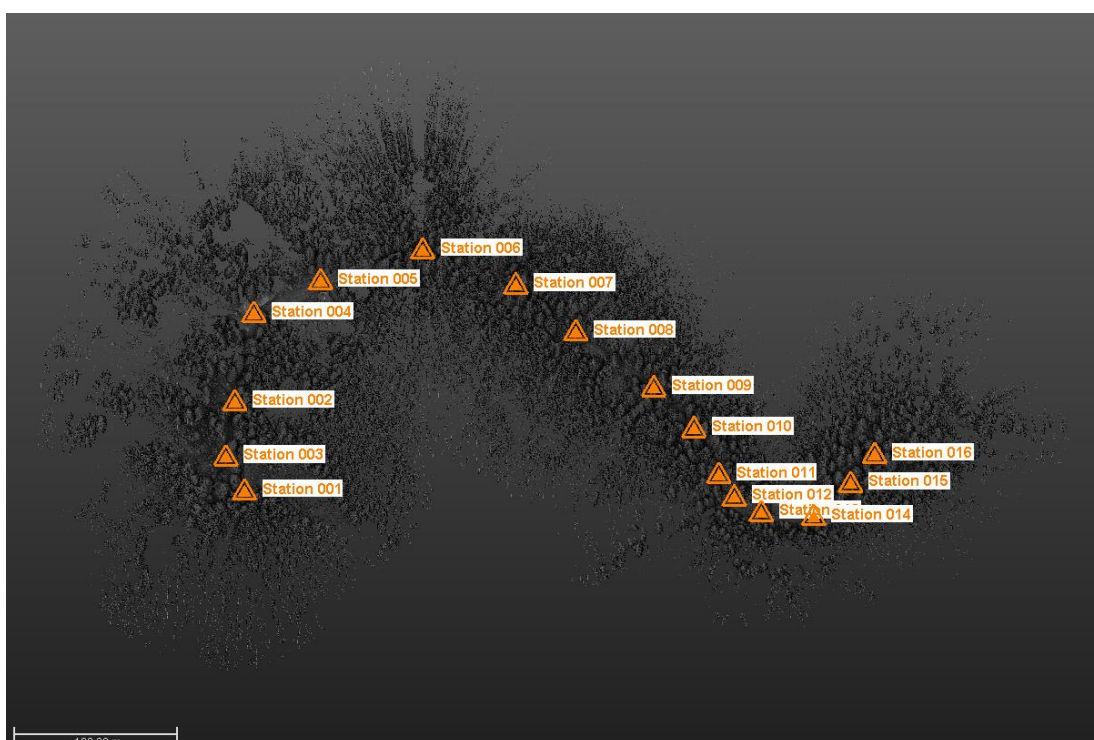 Station 006
Station 005
Station 007
Station 004
Station 008
Station 009
Station 002
Station 010
Station 003
Station 016
Station 011
Station 015
Station 001
Station 012
Station 014